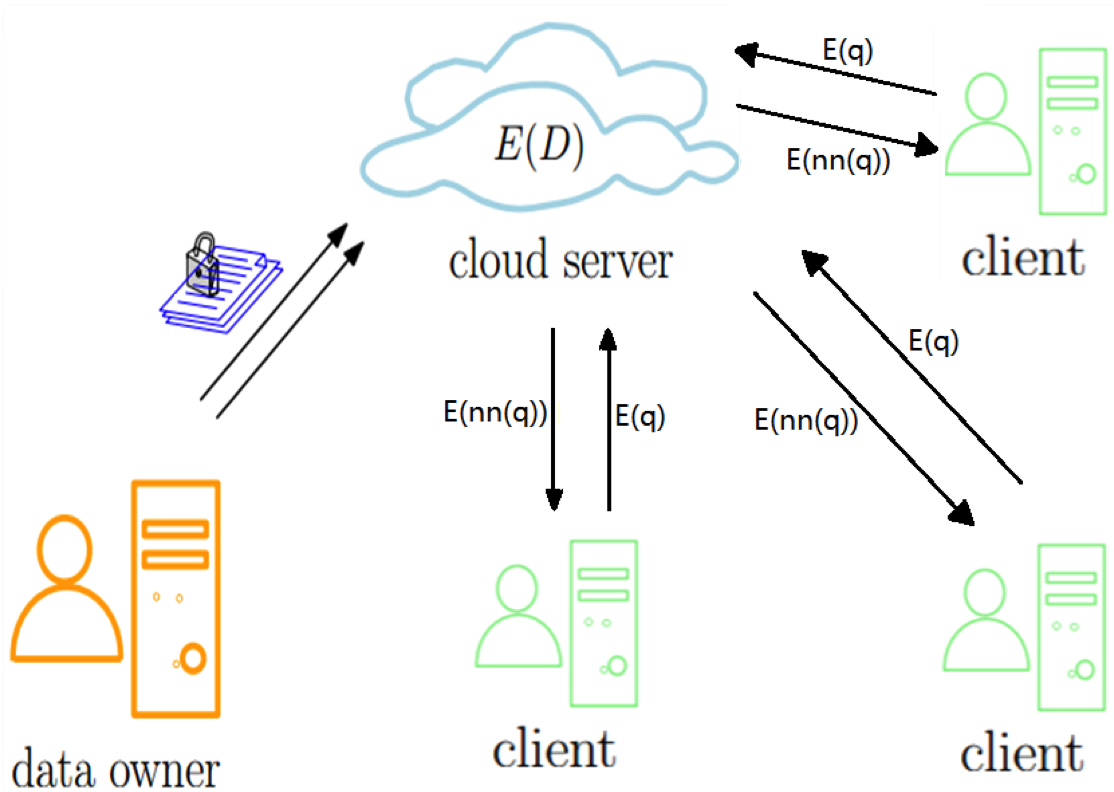 E(q)
E(D)
E(nn(q))
cloud server
client
E(q)
E(nn(q))
E(q)
E(nn(q))
client
client
data owner